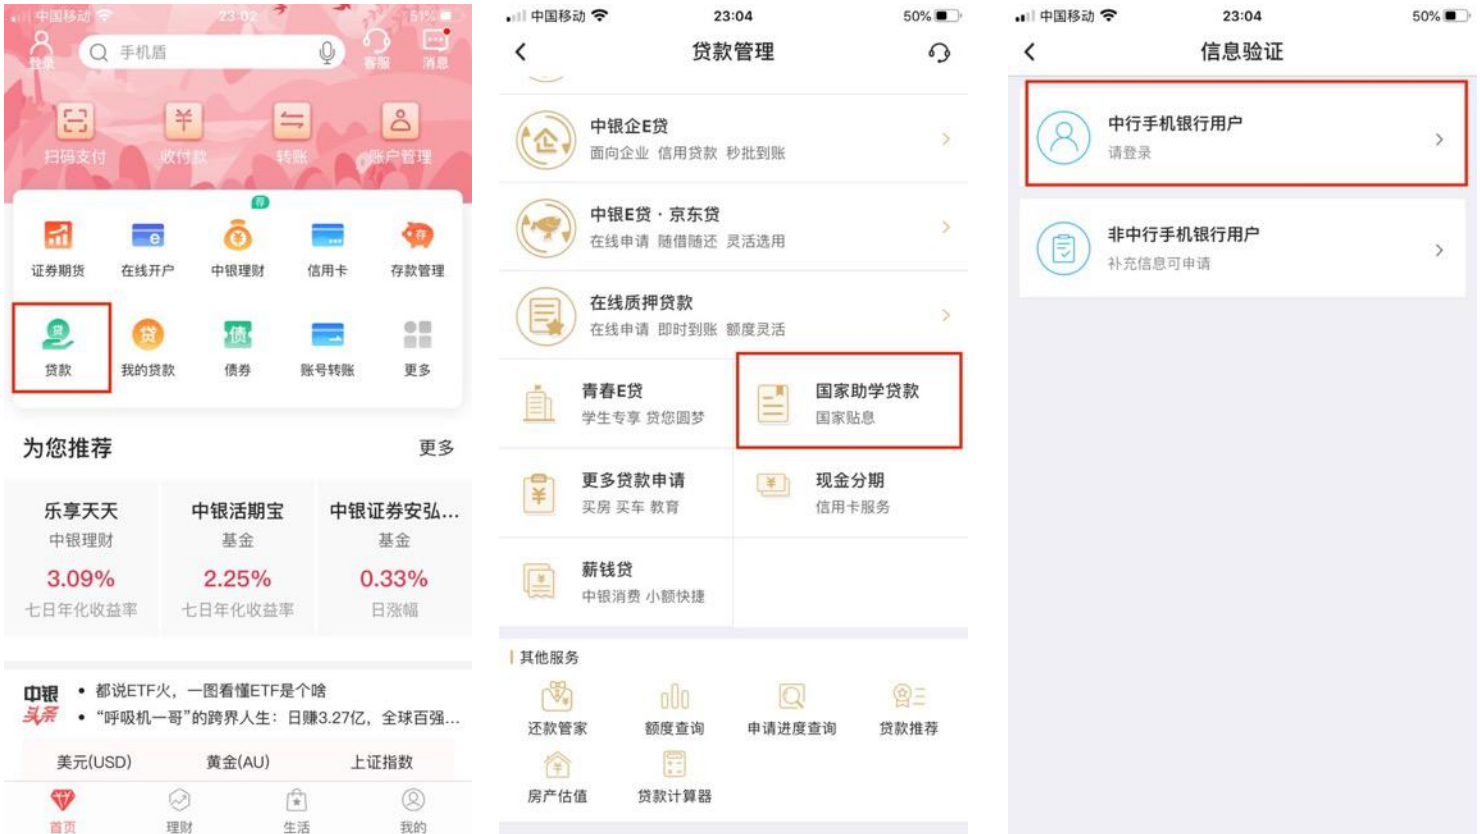 中国移动
23:02
51%
登录
手机盾
客服
消息
扫码支付
收付款
转账
账户管理
荐
证券期货
在线开户
中银理财
信用卡
存款管理
贷款
我的贷款
债券
账号转账
更多
为您推荐
更多
乐享天天
中银活期宝
中银证券安弘...
中银理财
基金
基金
3.09%
2.25%
0.33%
七日年化收益率
七日年化收益率
日涨幅
中银
头条
• 都说ETF火，一图看懂ETF是个啥
• “呼吸机一哥”的跨界人生：日赚3.27亿，全球百强...
美元(USD)
黄金(AU)
上证指数
首页
理财
生活
我的
中国移动
23:04
50%
贷款管理
中银企E贷
面向企业 信用贷款 秒批到账
中银E贷 · 京东贷
在线申请 随借随还 灵活选用
在线质押贷款
在线申请 即时到账 额度灵活
青春E贷
学生专享 贷您圆梦
国家助学贷款
国家贴息
更多贷款申请
买房 买车 教育
现金分期
信用卡服务
薪钱贷
中银消费 小额快捷
其他服务
还款管家
额度查询
申请进度查询
贷款推荐
房产估值
贷款计算器
中国移动
23:04
50%
信息验证
中行手机银行用户
请登录
非中行手机银行用户
补充信息可申请